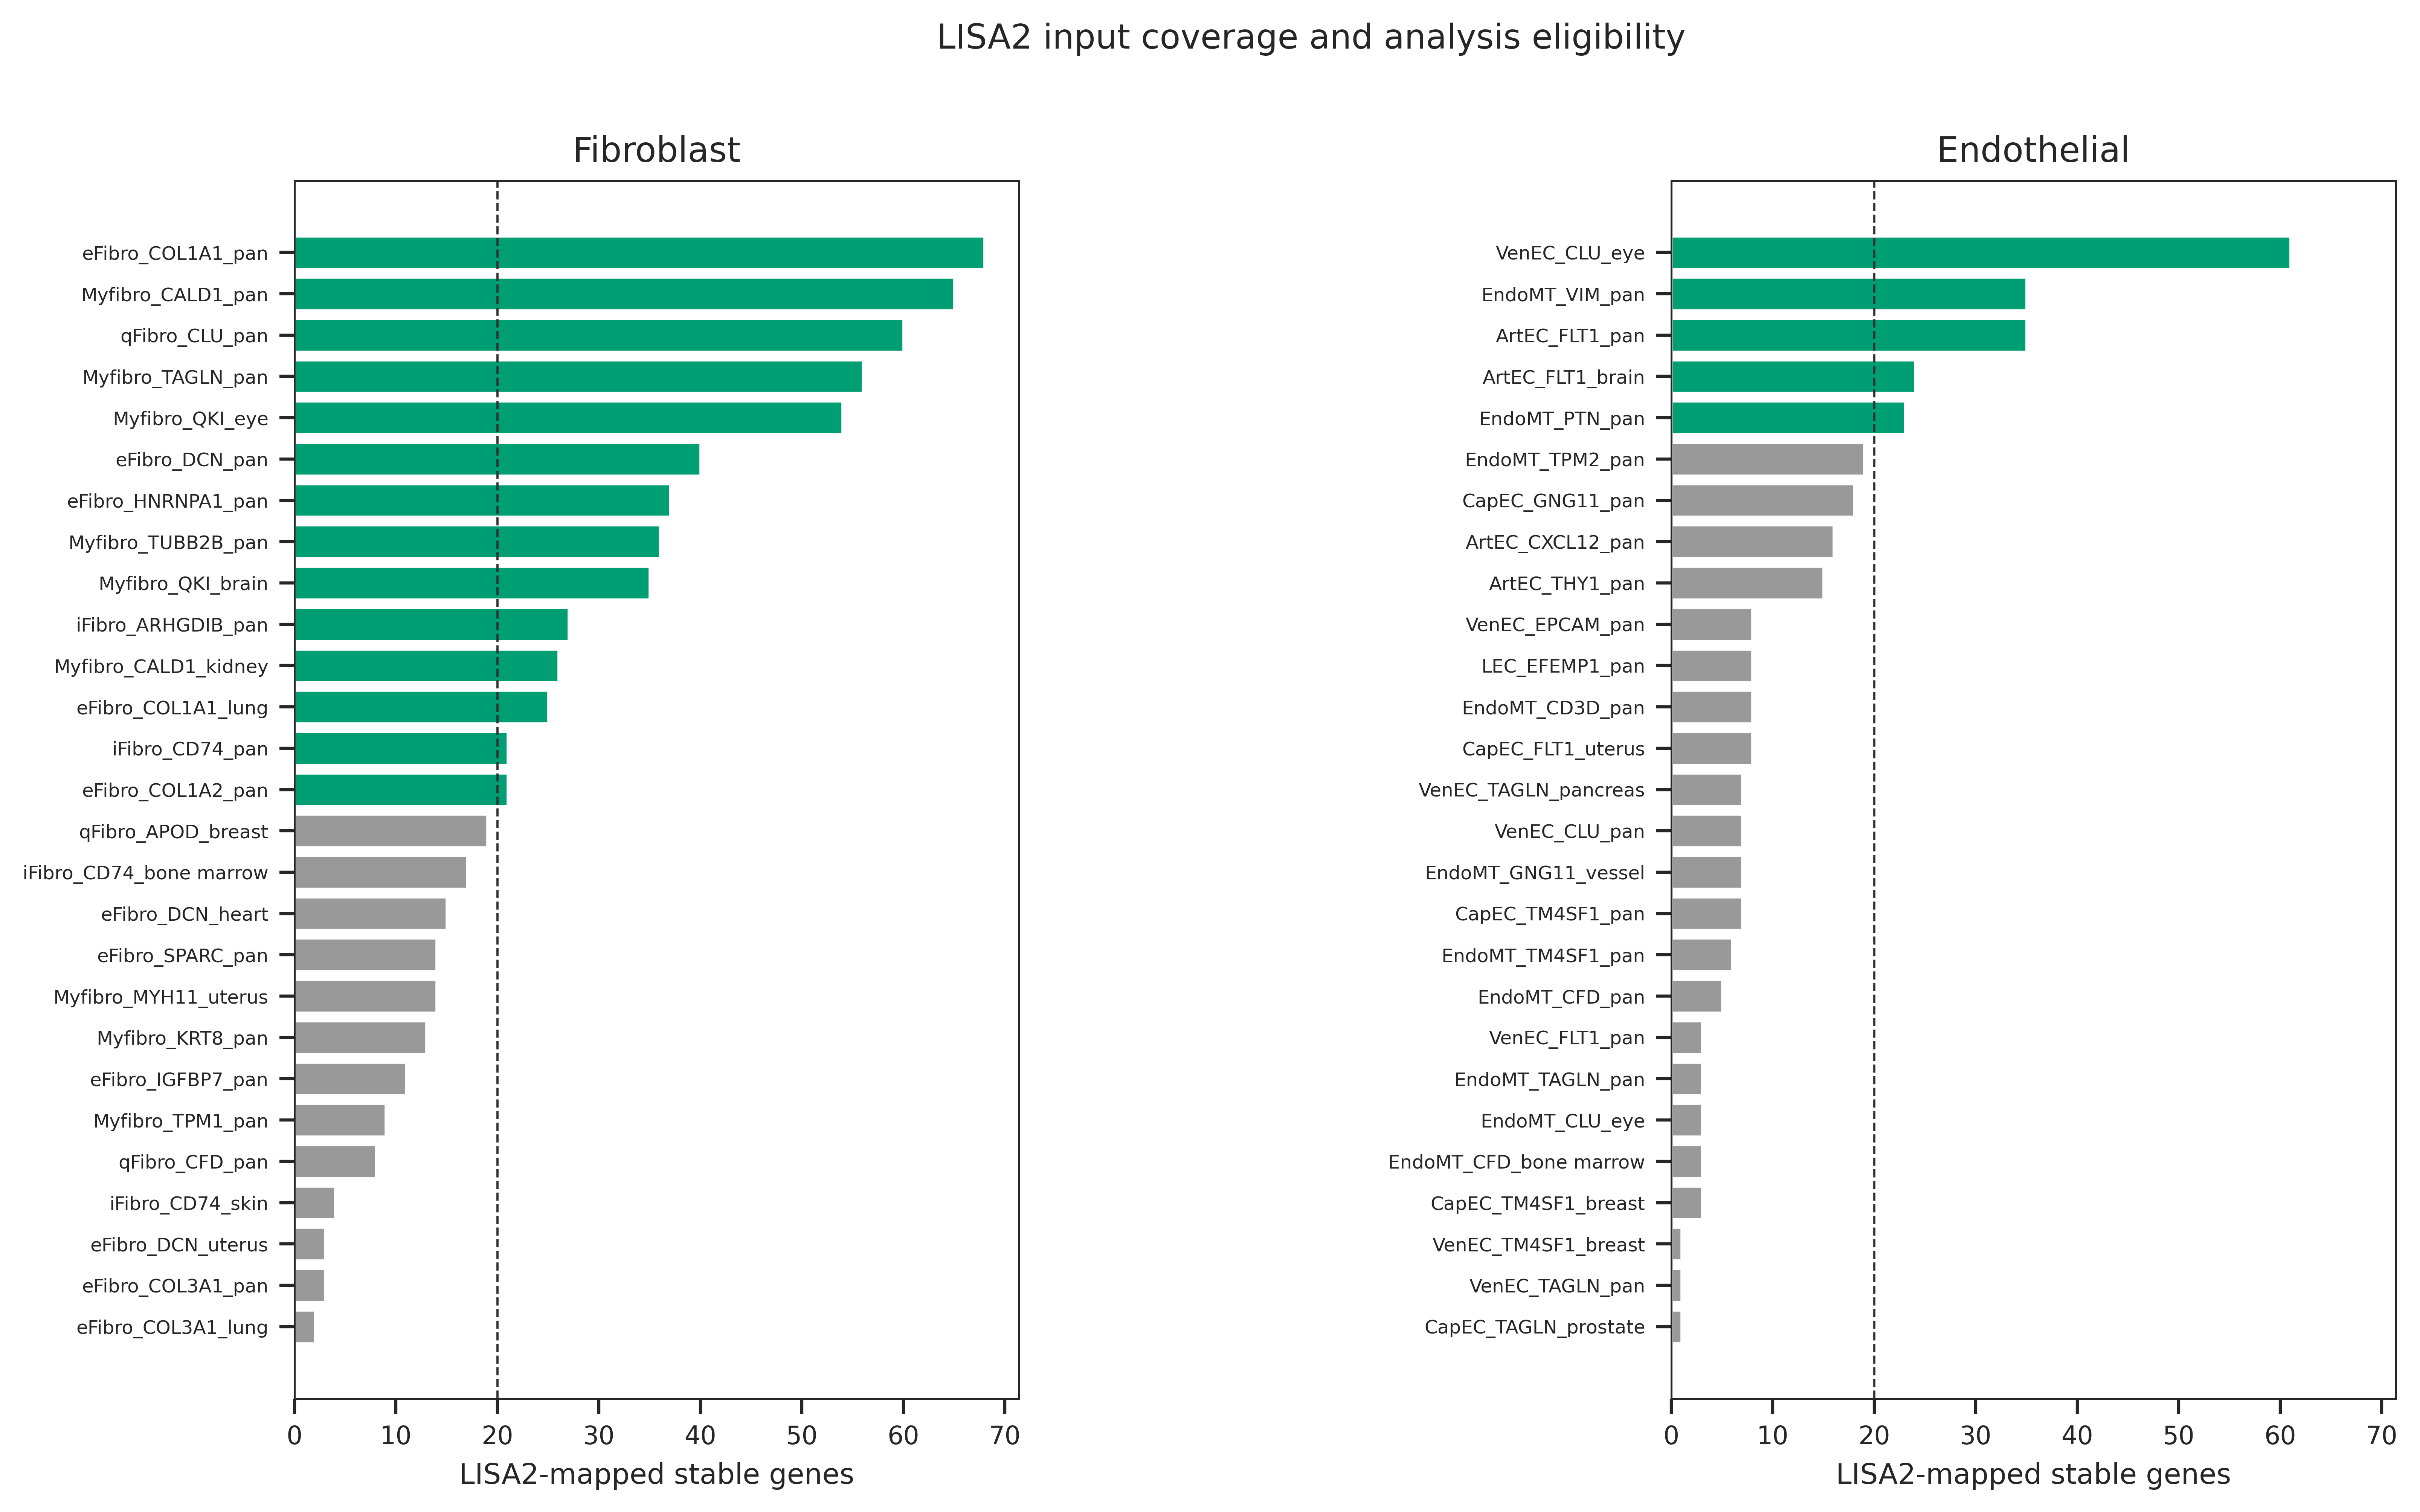 LISA2 input coverage and analysis eligibility
Fibroblast
eFibro_COL1A1_pan
Myfibro_CALD1_pan
qFibro_CLU_pan
Myfibro_TAGLN_pan
Myfibro_QKI_eye
eFibro_DCN_pan
eFibro_HNRNPA1_pan
Myfibro_TUBB2B_pan
Myfibro_QKI_brain
iFibro_ARHGDIB_pan
Myfibro_CALD1_kidney
eFibro_COL1A1_lung
iFibro_CD74_pan
eFibro_COL1A2_pan
qFibro_APOD_breast
iFibro_CD74_bone marrow
eFibro_DCN_heart
eFibro_SPARC_pan
Myfibro_MYH11_uterus
Myfibro_KRT8_pan
eFibro_IGFBP7_pan
Myfibro_TPM1_pan
qFibro_CFD_pan
iFibro_CD74_skin
eFibro_DCN_uterus
eFibro_COL3A1_pan
eFibro_COL3A1_lung
0 10 20 30 40 50 60 70
LISA2-mapped stable genes
Endothelial
VenEC_CLU_eye
EndoMT_VIM_pan
ArtEC_FLT1_pan
ArtEC_FLT1_brain
EndoMT_PTN_pan
EndoMT_TPM2_pan
CapEC_GNG11_pan
ArtEC_CXCL12_pan
ArtEC_THY1_pan
VenEC_EPCAM_pan
LEC_EFEMP1_pan
EndoMT_CD3D_pan
CapEC_FLT1_uterus
VenEC_TAGLN_pancreas
VenEC_CLU_pan
EndoMT_GNG11_vessel
CapEC_TM4SF1_pan
EndoMT_TM4SF1_pan
EndoMT_CFD_pan
VenEC_FLT1_pan
EndoMT_TAGLN_pan
EndoMT_CLU_eye
EndoMT_CFD_bone marrow
CapEC_TM4SF1_breast
VenEC_TM4SF1_breast
VenEC_TAGLN_pan
CapEC_TAGLN_prostate
0 10 20 30 40 50 60 70
LISA2-mapped stable genes